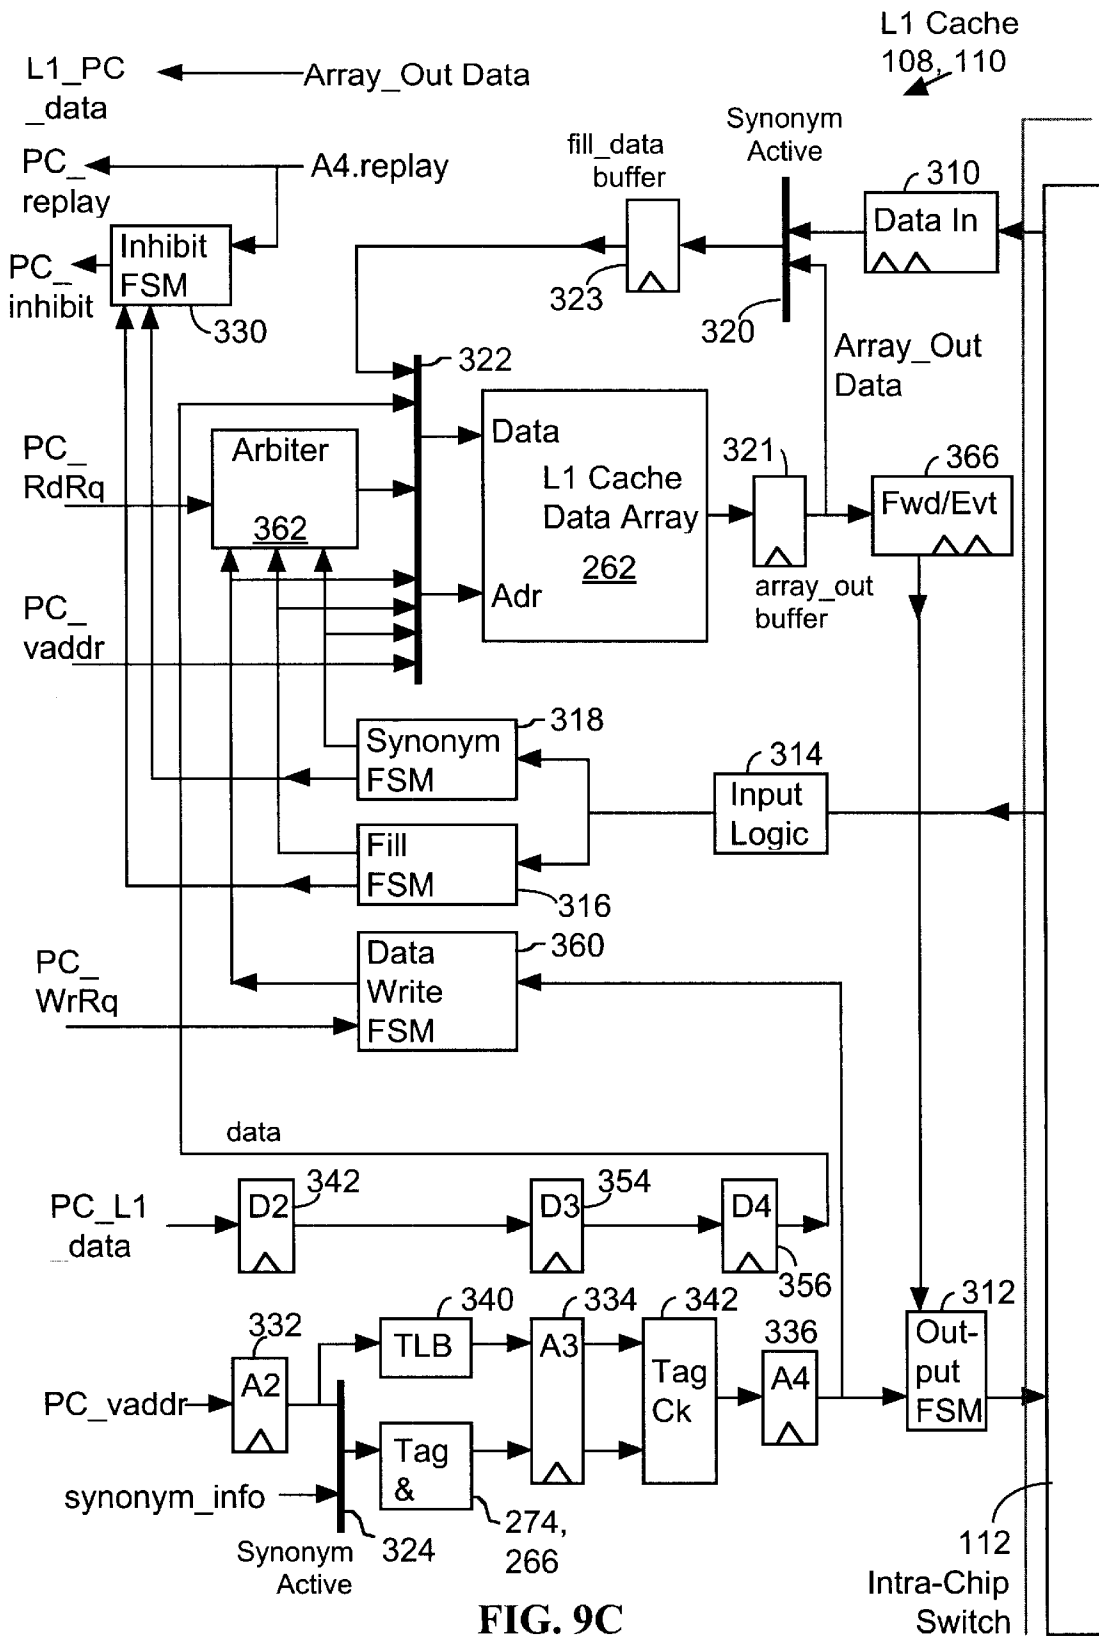 L1 Cache
108, 110
L1_PC
_data
Array_Out Data
PC_
replay
A4.replay
fill_data
buffer
Synonym
Active
310
Data In
Inhibit
FSM
PC_
inhibit
330
323
320
322
Array_Out
Data
PC_
RdRq
Arbiter
362
Data
L1 Cache
Data Array
262
Adr
321
366
Fwd/Evt
array_out
buffer
PC_
vaddr
318
Synonym
FSM
314
Input
Logic
Fill
FSM
316
360
Data
Write
FSM
PC_
WrRq
data
342
354
PC_L1
_data
D2
D3
D4
356
332
340
334
342
336
312
PC_vaddr
A2
TLB
A3
Tag
Ck
A4
Out-
put
FSM
Tag
&
synonym_info
324
274,
266
Synonym
Active
112
Intra-Chip
Switch
FIG. 9C